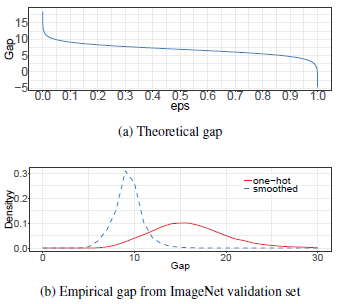 15
10
5
0
−5
Gap
0.0 0.1 0.2 0.3 0.4 0.5 0.6 0.7 0.8 0.9 1.0
eps
(a) Theoretical gap
0.3
0.2
0.1
0.0
Densityy
one−hot
smoothed
0 10 20 30
Gap
(b) Empirical gap from ImageNet validation set